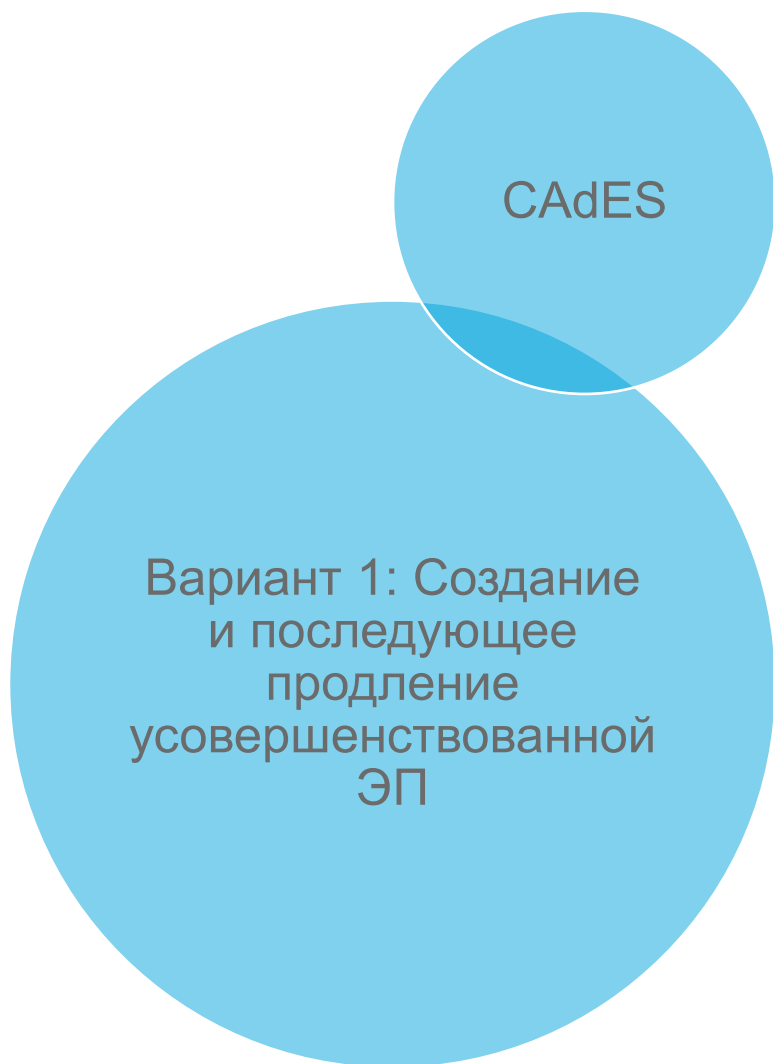 CAdES
Вариант 1: Создание
и последующее
продление
усовершенствованной
ЭП